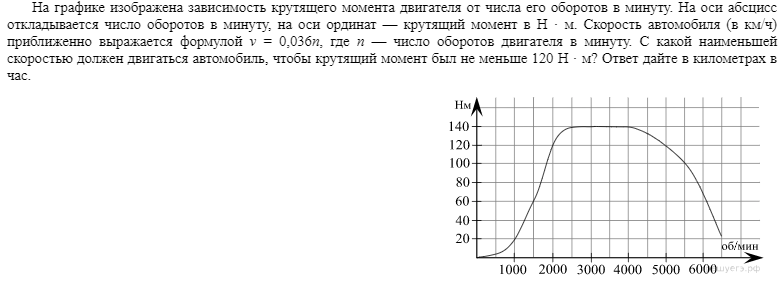 На графике изображена зависимость крутящего момента двигателя от числа его оборотов в минуту. На оси абсцисс
откладывается число оборотов в минуту, на оси ординат — крутящий момент в Н · м. Скорость автомобиля (в км/ч)
приближенно выражается формулой v = 0,036n, где n — число оборотов двигателя в минуту. С какой наименьшей
скоростью должен двигаться автомобиль, чтобы крутящий момент был не меньше 120 Н · м? Ответ дайте в километрах в
час.
Нм
140
120
100
80
60
40
20
об/мин
1000 2000 3000 4000 5000 6000